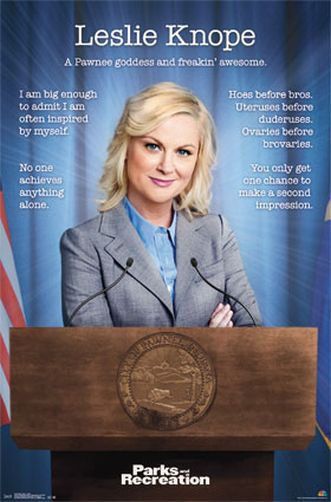 Leslie Knope
A Pawnee goddess and freakin' awesome.
I am big enough
to admit I am
often inspired
by myself.
Hoes before bros.
Uteruses before
duderuses.
Ovaries before
brovaries.
No one
achieves
anything
alone.
You only get
one chance to
make a second
impression.
Parks and
Recreation